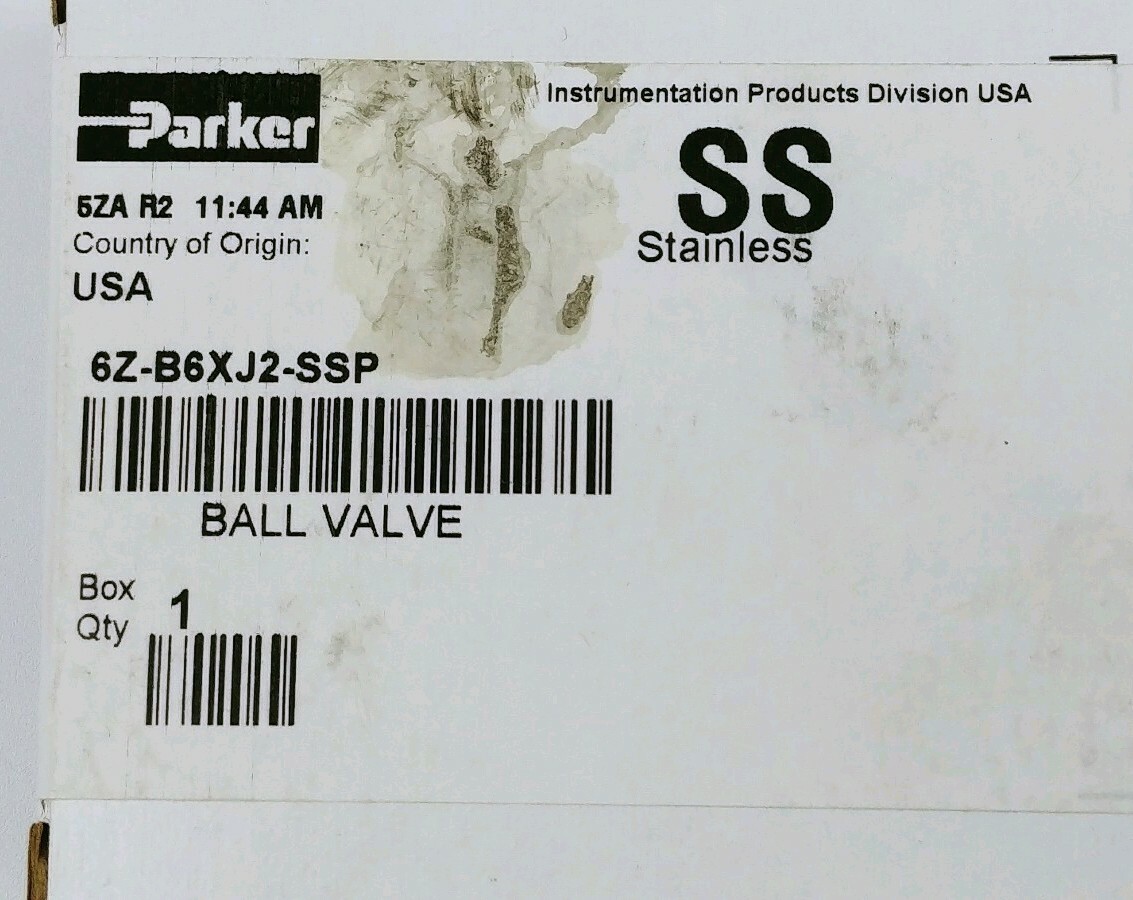 Parker
Instrumentation Products Division USA
SS
Stainless
5ZA R2 11:44 AM
Country of Origin:
USA
6Z-B6XJ2-SSP
BALL VALVE
Box
Qty
1